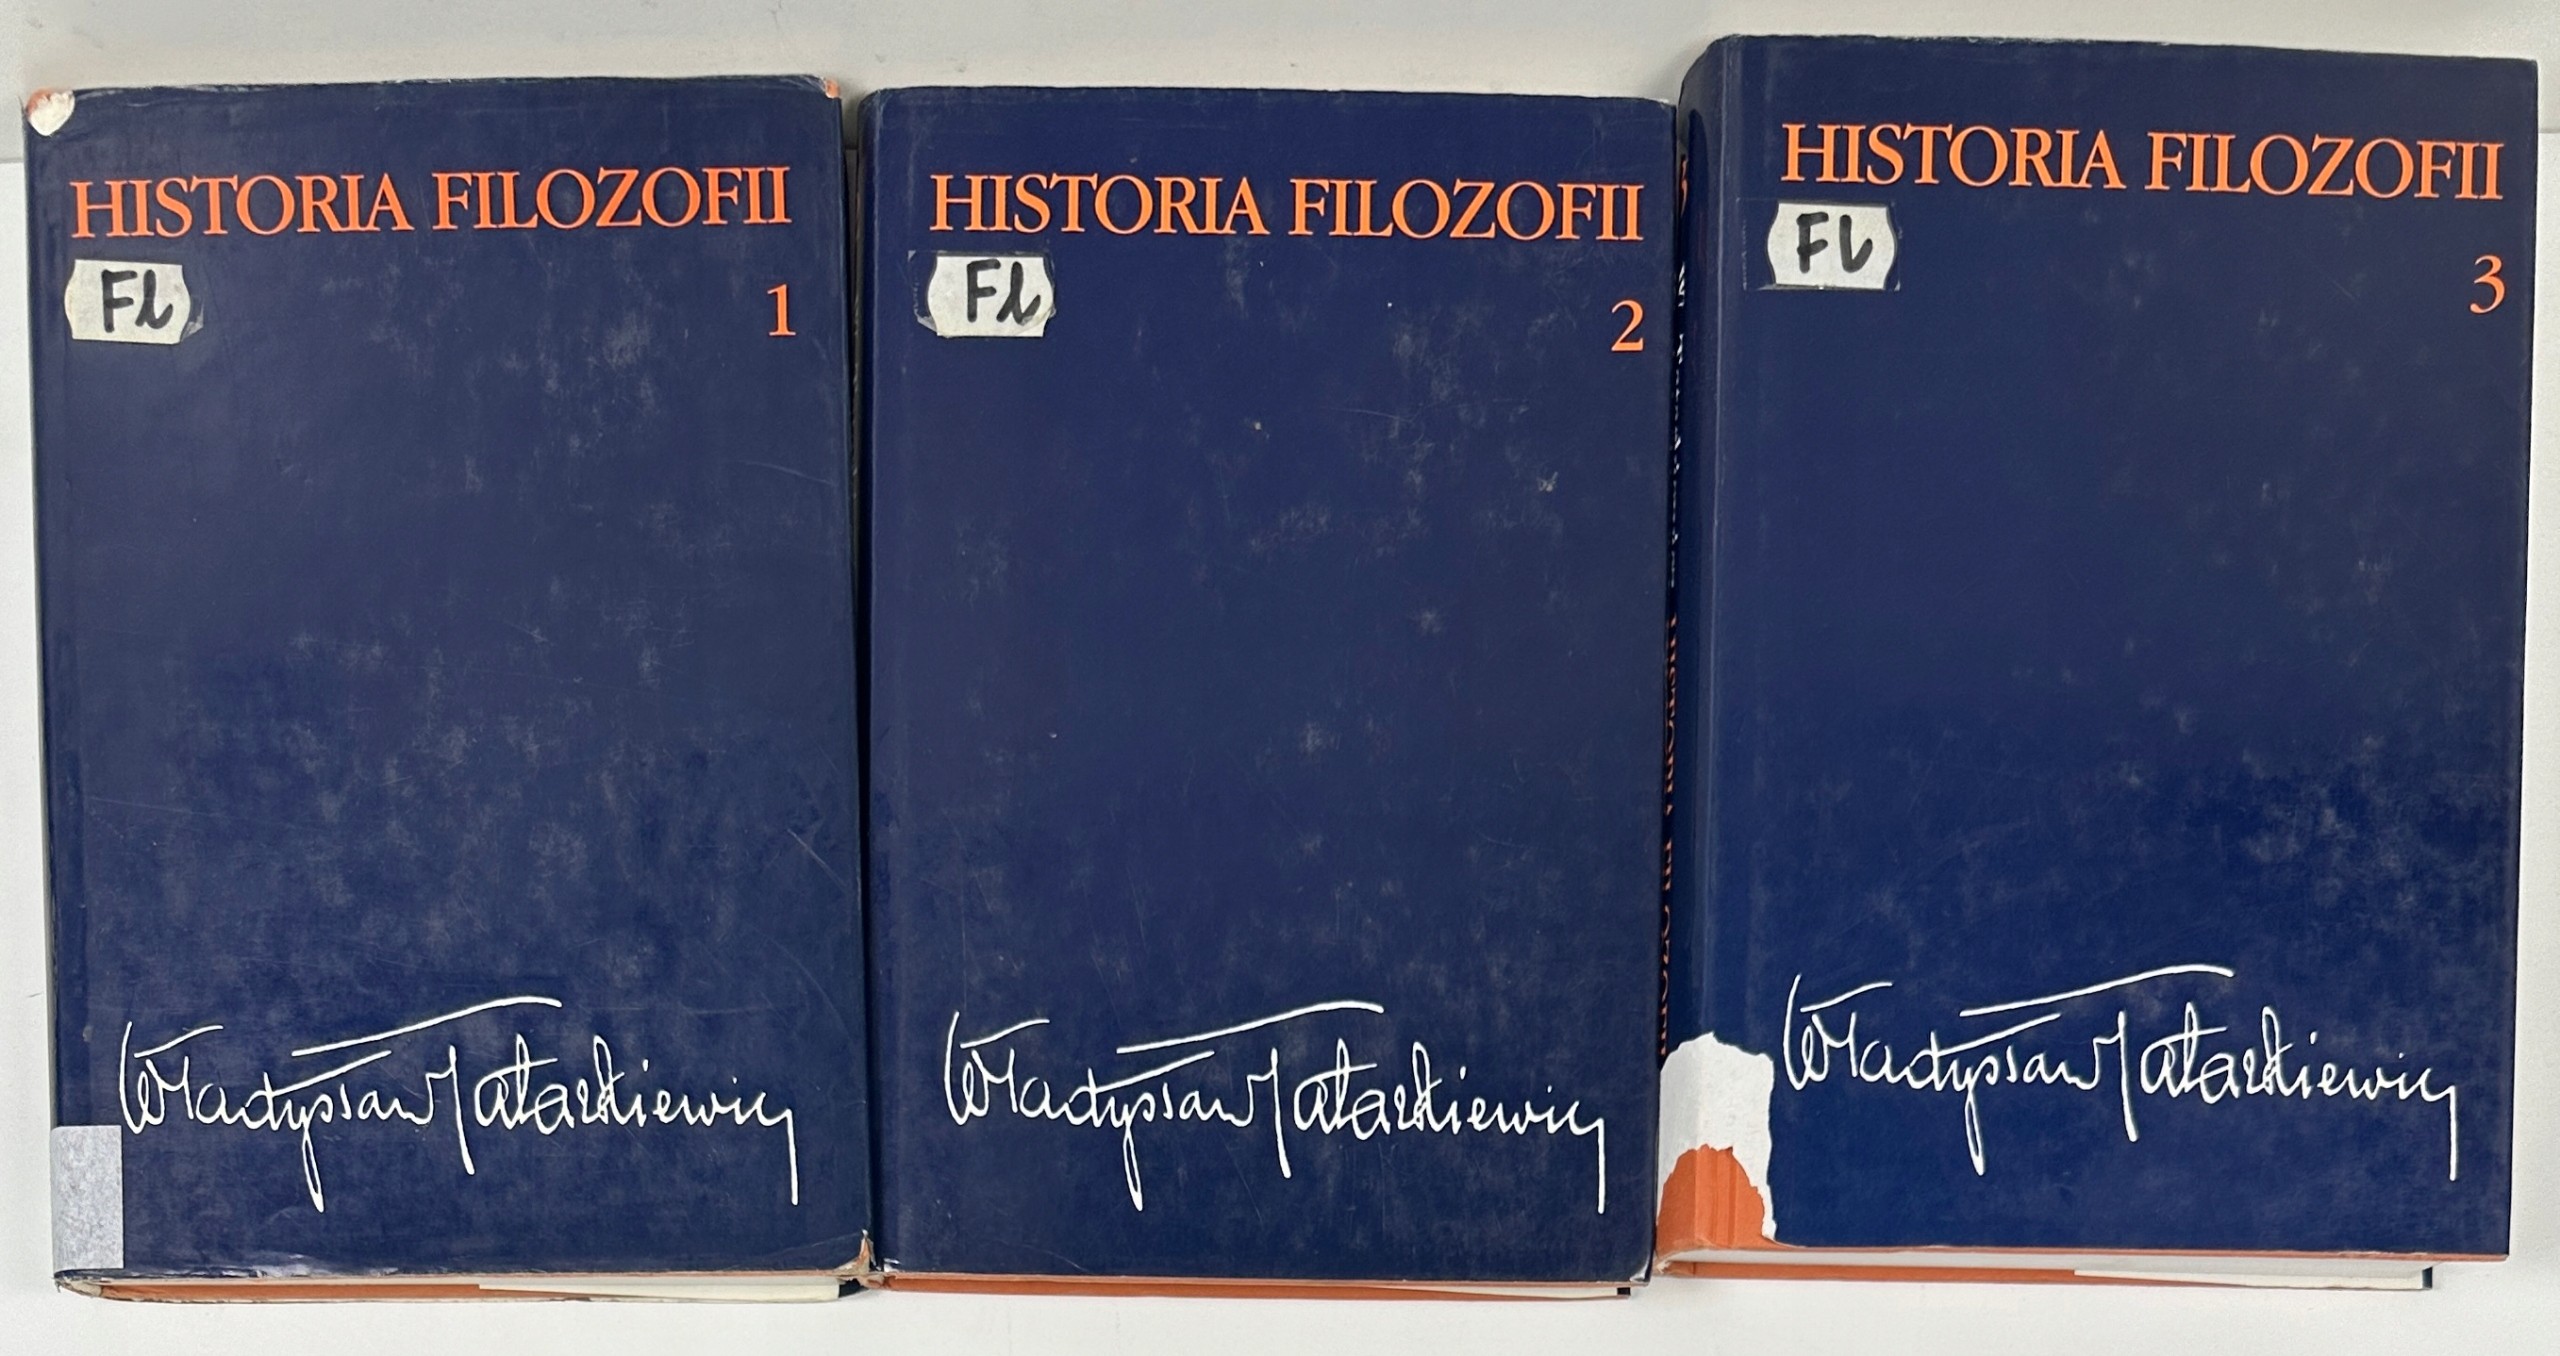 HISTORIA FILOZOFII
Fl
1
Władysław Tatarkiewicz
HISTORIA FILOZOFII
Fl
2
Władysław Tatarkiewicz
HISTORIA FILOZOFII
FL
3
Władysław Tatarkiewicz